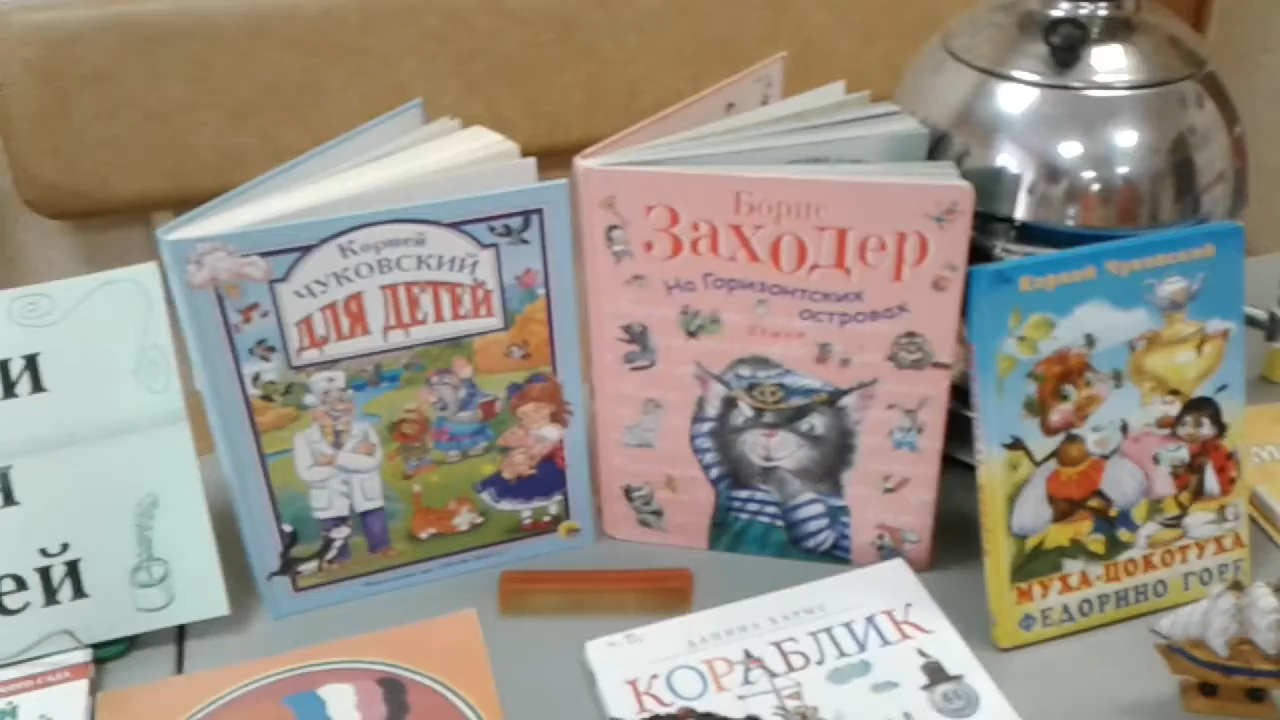 и
ей
Корней
ЧУКОВСКИЙ
ДЛЯ ДЕТЕЙ
Борис
Заходер
На Горизонтских
островах
Стихи
Корней Чуковский
МУХА-ЦОКОТУХА
ФЕДОРИНО ГОРЕ
ДАНИИЛ ХАРМС
КОРАБЛИК